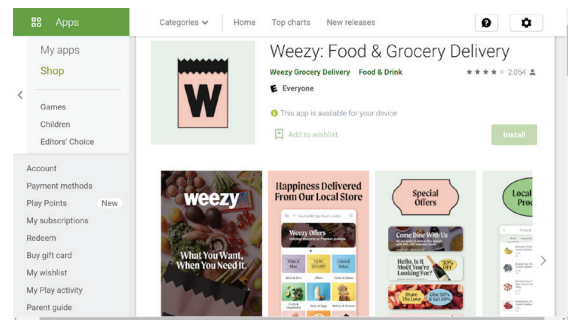 Apps
Categories
Home
Top charts
New releases
My apps
Shop
Games
Children
Editors' Choice
Account
Payment methods
Play Points
New
My subscriptions
Redeem
Buy gift card
My wishlist
My Play activity
Parent guide
Weezy: Food & Grocery Delivery
Weezy Grocery Delivery
Food & Drink
2,054
E
Everyone
This app is available for your device
Add to wishlist
Install
W
weezy
What You Want,
When You Need it.
Happiness Delivered
From Our Local Store
Weezy Offers
Special
Offers
Come Dine With Us
Hello, Is It
Mod You're
Looking For?
Share
The Love
Local